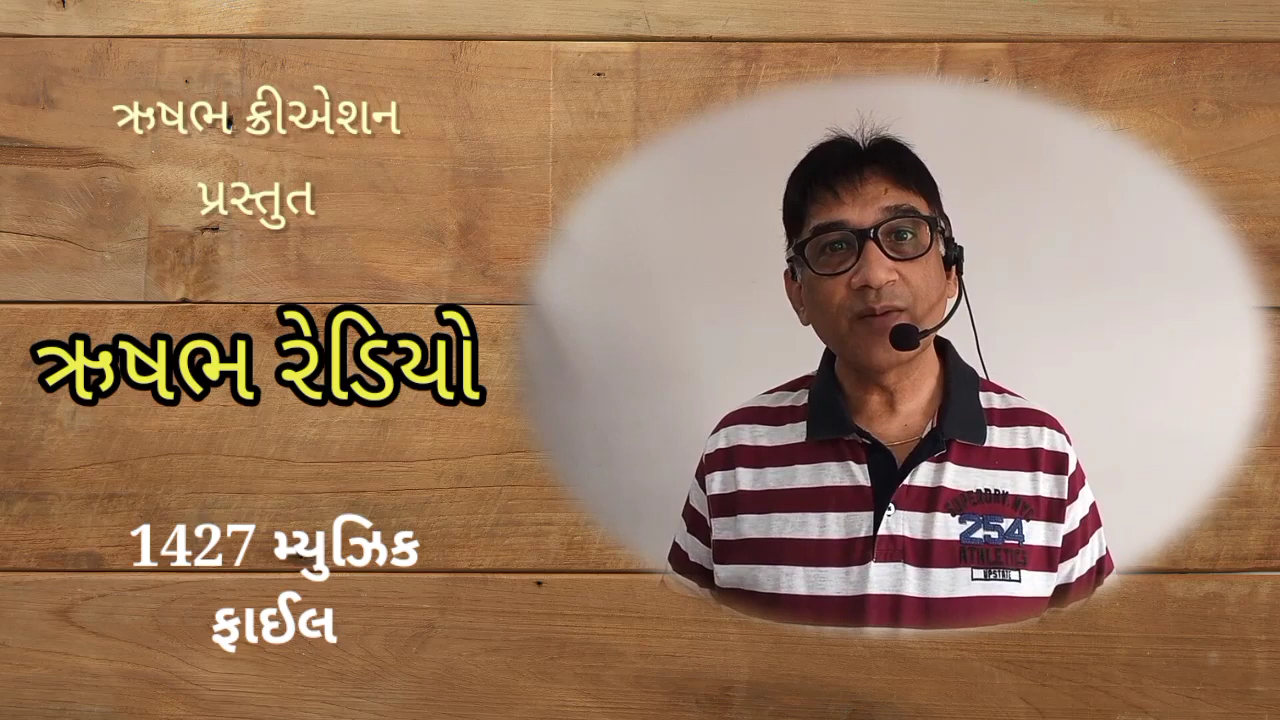 ઋષભ ક્રીએશન
પ્રસ્તુત
ઋષભ રેડિયો
1427 મ્યુઝિક
ફાઈલ
SUPERDRY.NYC
254
ATHLETICS
UPSTATE